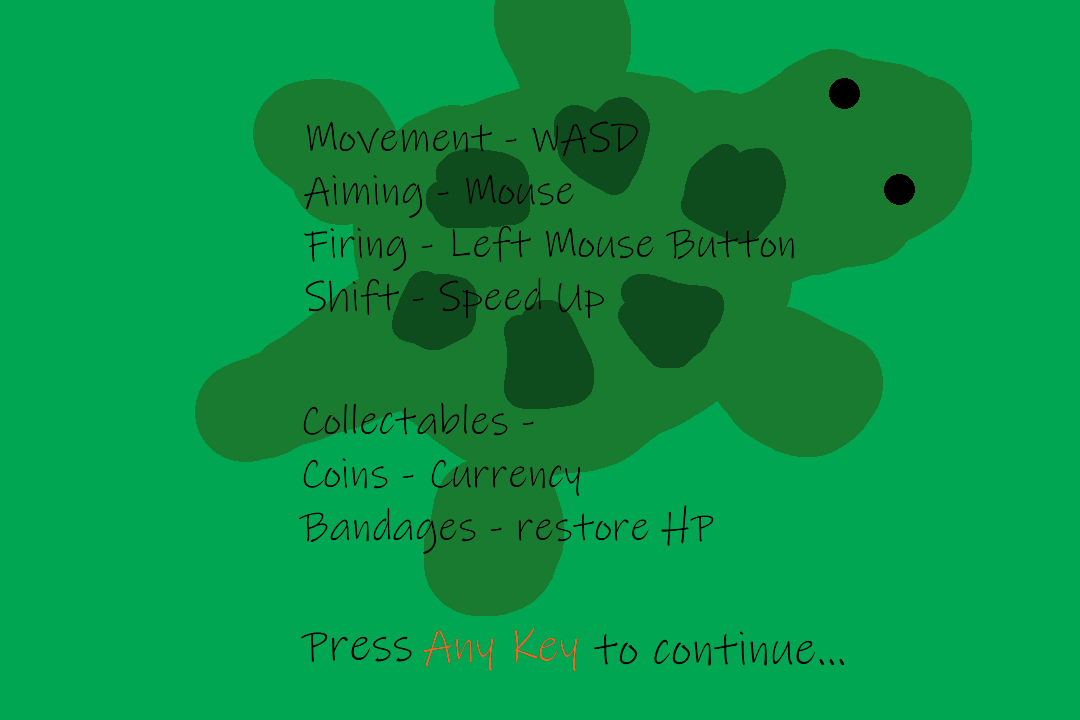 Movement - WASD
Aiming - Mouse
Firing - Left Mouse Button
Shift - Speed Up
Collectables -
Coins - Currency
Bandages - restore HP
Press Any Key to continue...